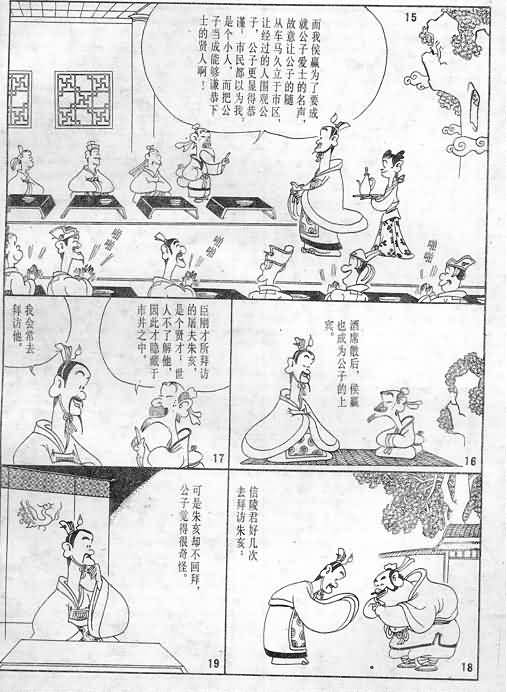 15
而我侯嬴为了要成
就公子爱士的名声，
故意让公子的随
从车马久立于市区，
让经过的人围观公
子，公子更显得恭
谨。市民都以为我
是个小人，而把公
子当成能够谦恭下
士的贤人啊！
啪啪
啪啪
啪啪
酒席散后，侯嬴
也成为公子的上
宾。
16
臣刚才所拜访
的屠夫朱亥，
是个贤才，世
人不了解他，
因此才隐藏于
市井之中。
我会常去
拜访他。
17
信陵君好几次
去拜访朱亥；
18
可是朱亥却不回拜，
公子觉得很奇怪。
19